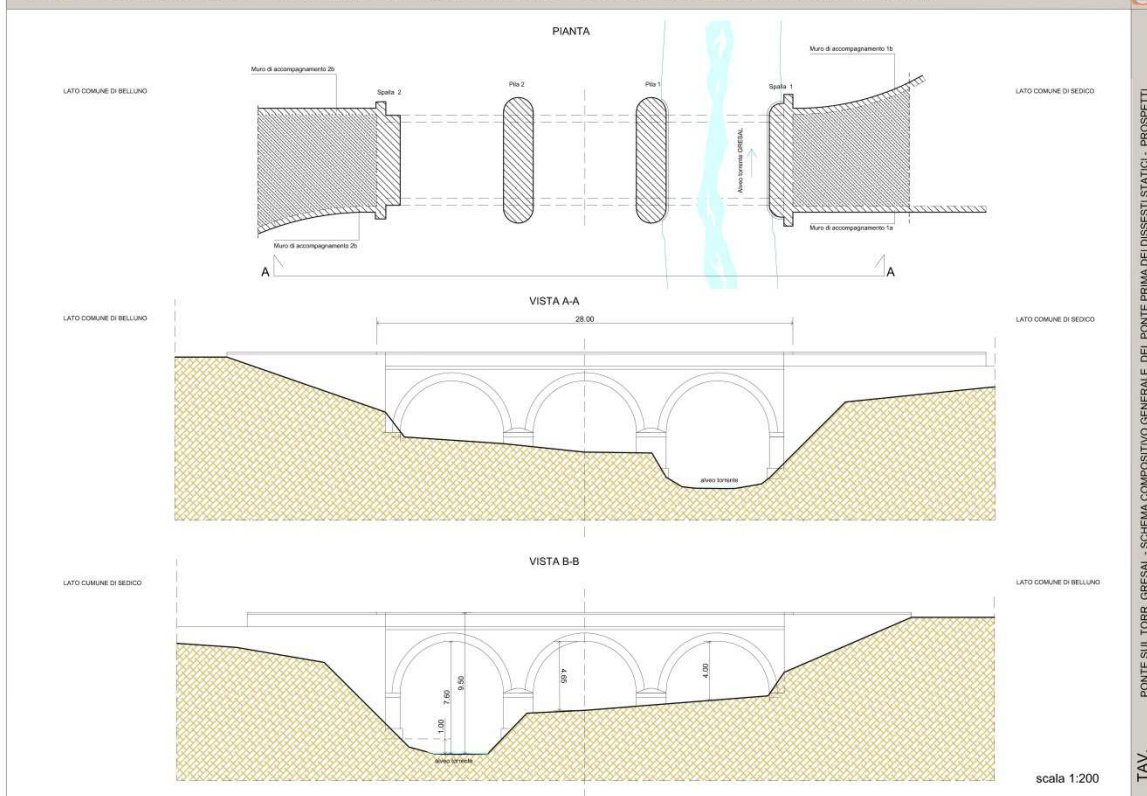 PIANTA
Muro di accompagnamento 2b
Muro di accompagnamento 1b
LATO COMUNE DI BELLUNO
Spalla 2
Pila 2
Pila 1
Spalla 1
LATO COMUNE DI SEDICO
Alveo torrente GRESAL
Muro di accompagnamento 2b
Muro di accompagnamento 1a
A
A
VISTA A-A
LATO COMUNE DI BELLUNO
28.00
LATO COMUNE DI SEDICO
alveo torrente
VISTA B-B
LATO CUMUNE DI SEDICO
LATO COMUNE DI BELLUNO
1.00
7.60
9.50
4.65
4.00
alveo torrente
scala 1:200
TAV.
PONTE SUL TORR. GRESAL - SCHEMA COMPOSITIVO GENERALE DEL PONTE PRIMA DEI DISSESTI STATICI - PROSPETTI